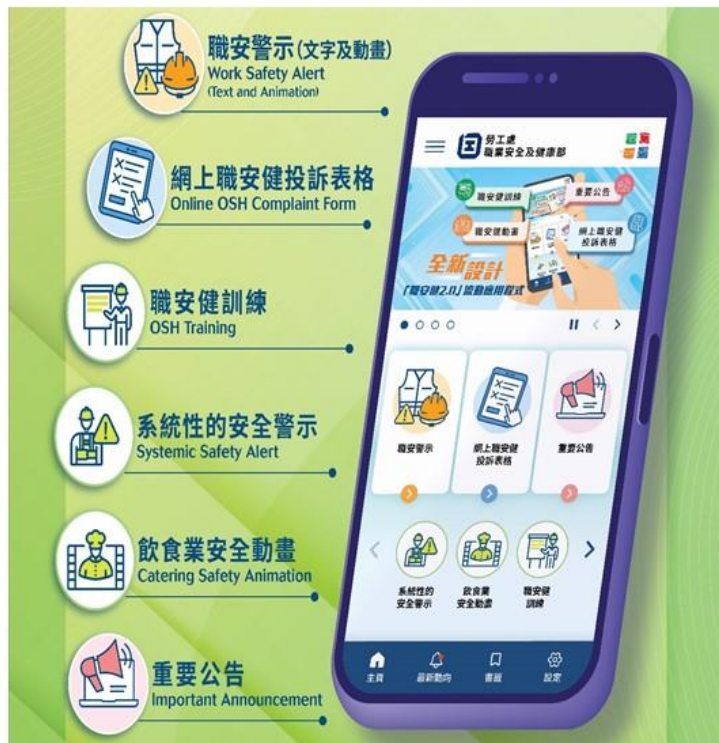 職安警示(文字及動畫)
Work Safety Alert
(Text and Animation)
網上職安健投訴表格
Online OSH Complaint Form
職安健訓練
OSH Training
系統性的安全警示
Systemic Safety Alert
飲食業安全動畫
Catering Safety Animation
重要公告
Important Announcement
勞工處
職業安全及健康部
職安健訓練
重要公告
職安健動畫
網上職安健
投訴表格
全新設計
「職安健2.0」流動應用程式
職安警示
網上職安健
投訴表格
重要公告
系統性的
安全警示
飲食業
安全動畫
職安健
訓練
主頁
最新動向
書籤
設定